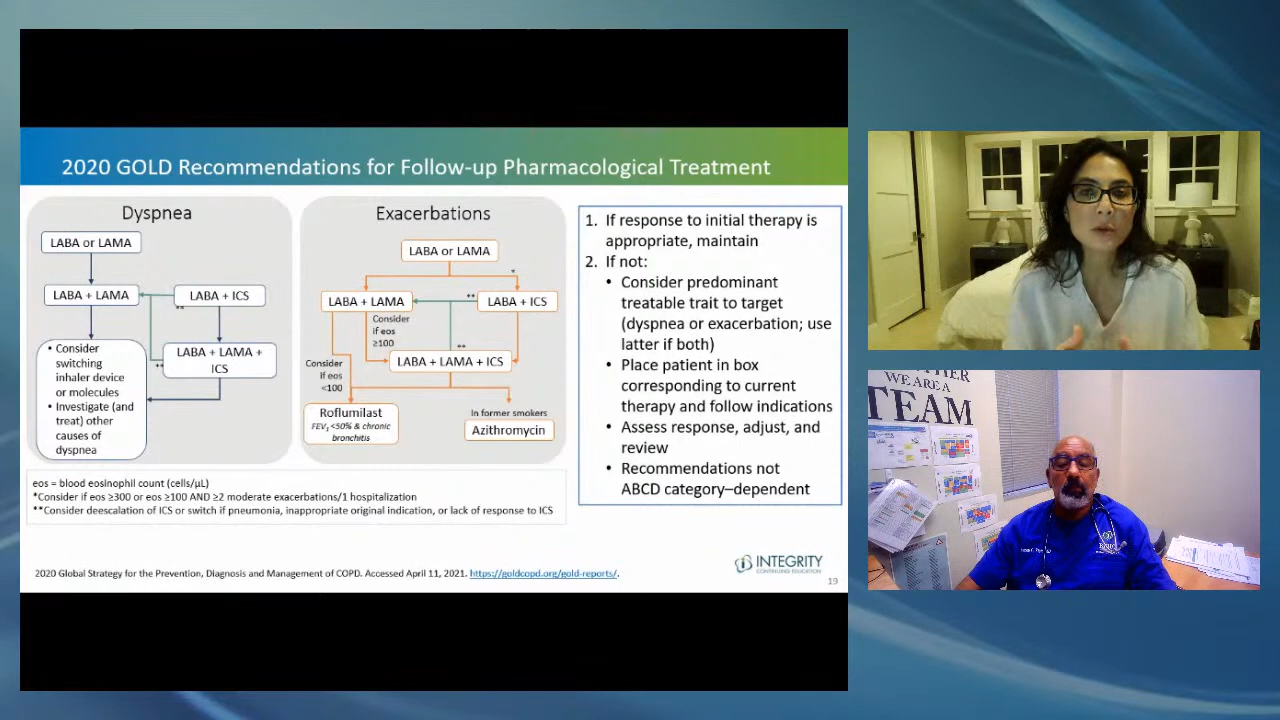 2020 GOLD Recommendations for Follow-up Pharmacological Treatment
Dyspnea
LABA or LAMA
LABA + LAMA
LABA + ICS
**
LABA + LAMA +
ICS
**
• Consider
switching
inhaler device
or molecules
• Investigate (and
treat) other
causes of
dyspnea
Exacerbations
LABA or LAMA
*
LABA + LAMA
**
LABA + ICS
Consider
if eos
≥100
**
LABA + LAMA + ICS
Consider
if eos
<100
Roflumilast
FEV1 <50% & chronic
bronchitis
In former smokers
Azithromycin
1. If response to initial therapy is
appropriate, maintain
2. If not:
• Consider predominant
treatable trait to target
(dyspnea or exacerbation; use
latter if both)
• Place patient in box
corresponding to current
therapy and follow indications
• Assess response, adjust, and
review
• Recommendations not
ABCD category–dependent
eos = blood eosinophil count (cells/μL)
*Consider if eos ≥300 or eos ≥100 AND ≥2 moderate exacerbations/1 hospitalization
**Consider deescalation of ICS or switch if pneumonia, inappropriate original indication, or lack of response to ICS
2020 Global Strategy for the Prevention, Diagnosis and Management of COPD. Accessed April 11, 2021. https://goldcopd.org/gold-reports/.
INTEGRITY
CONTINUING EDUCATION
19
WE ARE A
TEAM